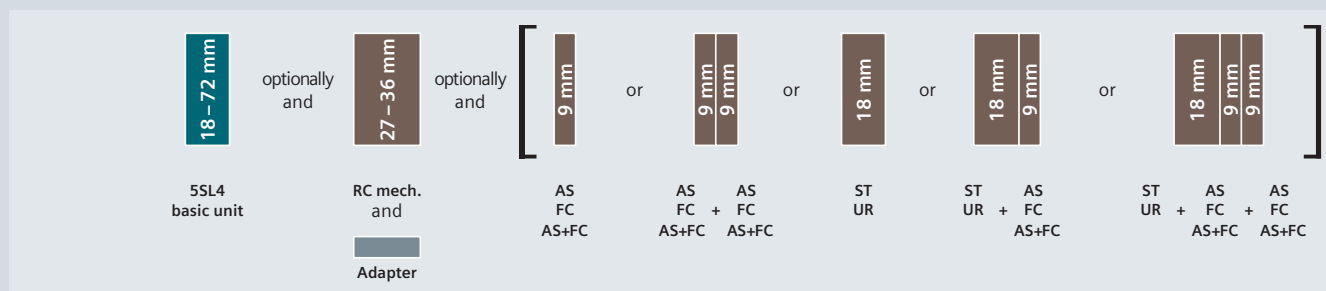 18–72 mm
optionally
and
27–36 mm
optionally
and
9 mm
or
9 mm
9 mm
or
18 mm
or
18 mm
9 mm
or
18 mm
9 mm
9 mm
5SL4
basic unit
RC mech.
and
Adapter
AS
FC
AS+FC
AS AS
FC + FC
AS+FC AS+FC
ST
UR
ST AS
UR + FC
AS+FC
ST AS AS
UR + FC + FC
AS+FC AS+FC